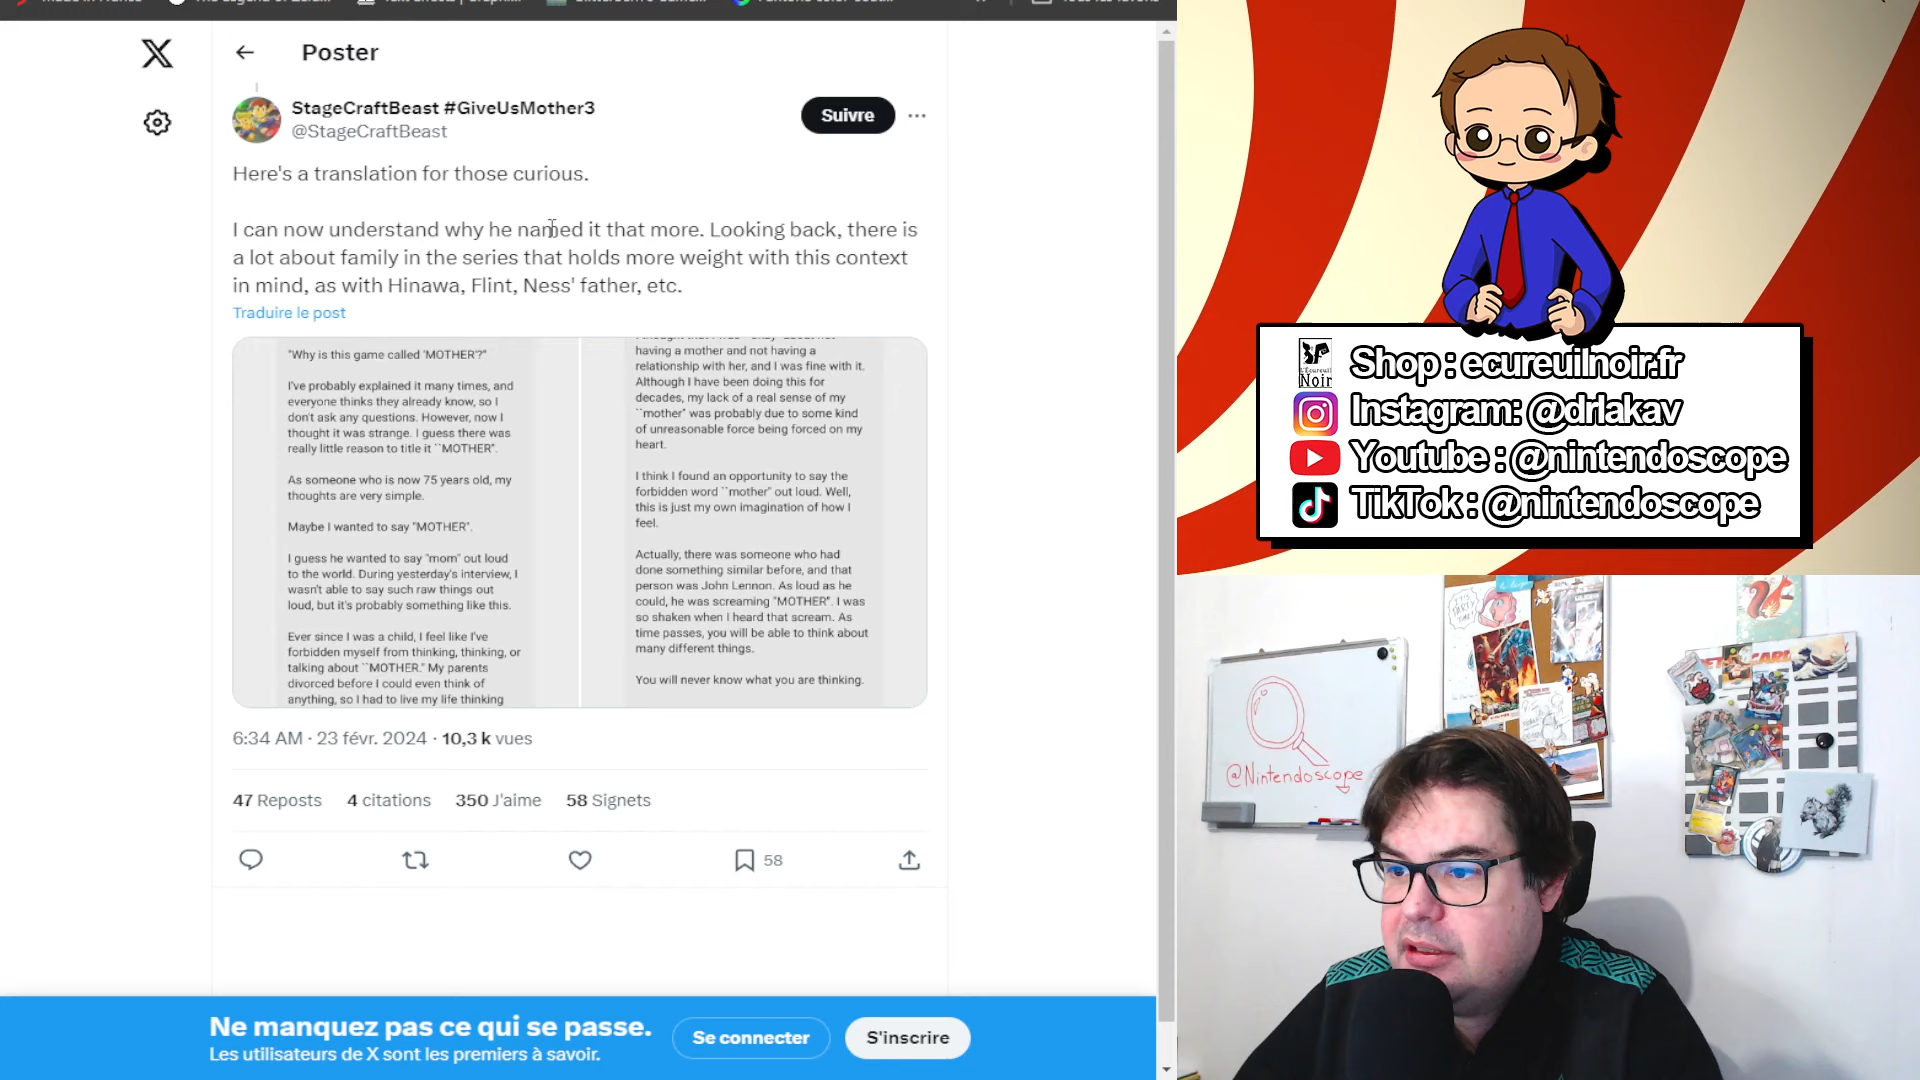 Poster
StageCraftBeast #GiveUsMother3
@StageCraftBeast
Suivre
Here's a translation for those curious.
I can now understand why he named it that more. Looking back, there is
a lot about family in the series that holds more weight with this context
in mind, as with Hinawa, Flint, Ness' father, etc.
Traduire le post
"Why is this game called 'MOTHER'?"
I've probably explained it many times, and
everyone thinks they already know, so I
don't ask any questions. However, now I
thought it was strange. I guess there was
really little reason to title it ``MOTHER".
As someone who is now 75 years old, my
thoughts are very simple.
Maybe I wanted to say "MOTHER".
I guess he wanted to say "mom" out loud
to the world. During yesterday's interview, I
wasn't able to say such raw things out
loud, but it's probably something like this.
Ever since I was a child, I feel like I've
forbidden myself from thinking, thinking, or
talking about ``MOTHER." My parents
divorced before I could even think of
anything, so I had to live my life thinking
having a mother and not having a
relationship with her, and I was fine with it.
Although I have been doing this for
decades, my lack of a real sense of my
``mother" was probably due to some kind
of unreasonable force being forced on my
heart.
I think I found an opportunity to say the
forbidden word ``mother" out loud. Well,
this is just my own imagination of how I
feel.
Actually, there was someone who had
done something similar before, and that
person was John Lennon. As loud as he
could, he was screaming "MOTHER". I was
so shaken when I heard that scream. As
time passes, you will be able to think about
many different things.
You will never know what you are thinking.
6:34 AM · 23 févr. 2024 · 10,3 k vues
47 Reposts 4 citations 350 J'aime 58 Signets
58
Ne manquez pas ce qui se passe.
Les utilisateurs de X sont les premiers à savoir.
Se connecter
S'inscrire
Noir
Shop : ecureuilnoir.fr
Instagram: @drlakav
Youtube : @nintendoscope
TikTok : @nintendoscope
@Nintendoscope